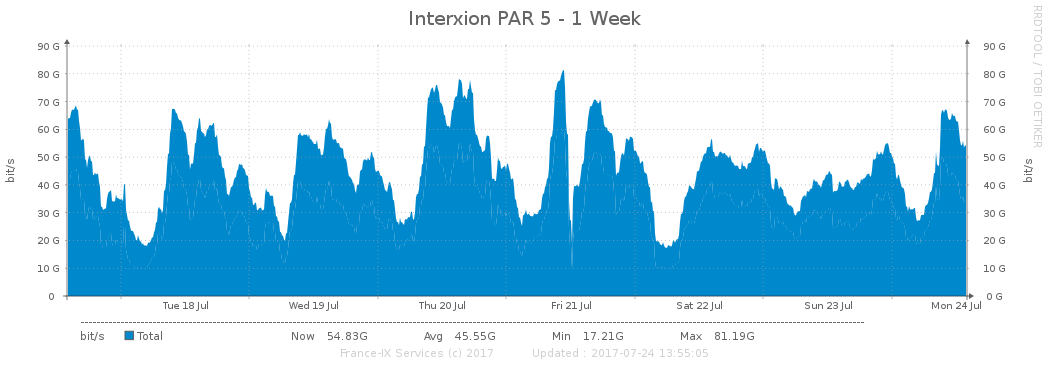 Interxion PAR 5 - 1 Week
RRDTOOL / TOBI OETIKER
bit/s
90 G 90 G
80 G 80 G
70 G 70 G
60 G 60 G
50 G 50 G
40 G 40 G
30 G 30 G
20 G 20 G
10 G 10 G
0 0 G
bit/s
Tue 18 Jul Wed 19 Jul Thu 20 Jul Fri 21 Jul Sat 22 Jul Sun 23 Jul Mon 24 Jul
bit/s Total Now 54.83G Avg 45.55G Min 17.21G Max 81.19G
France-IX Services (c) 2017 Updated : 2017-07-24 13:55:05